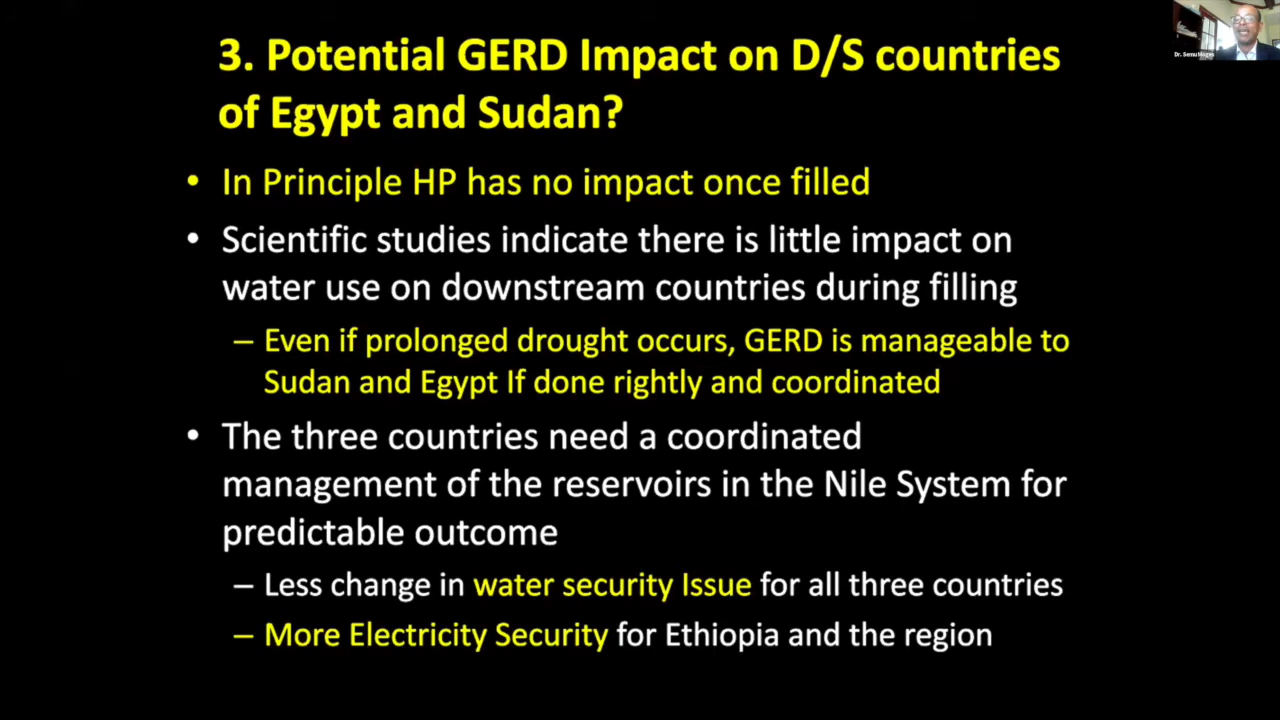 3. Potential GERD Impact on D/S countries
of Egypt and Sudan?
• In Principle HP has no impact once filled
• Scientific studies indicate there is little impact on
water use on downstream countries during filling
– Even if prolonged drought occurs, GERD is manageable to
Sudan and Egypt If done rightly and coordinated
• The three countries need a coordinated
management of the reservoirs in the Nile System for
predictable outcome
– Less change in water security Issue for all three countries
– More Electricity Security for Ethiopia and the region
Dr. Semu Moges